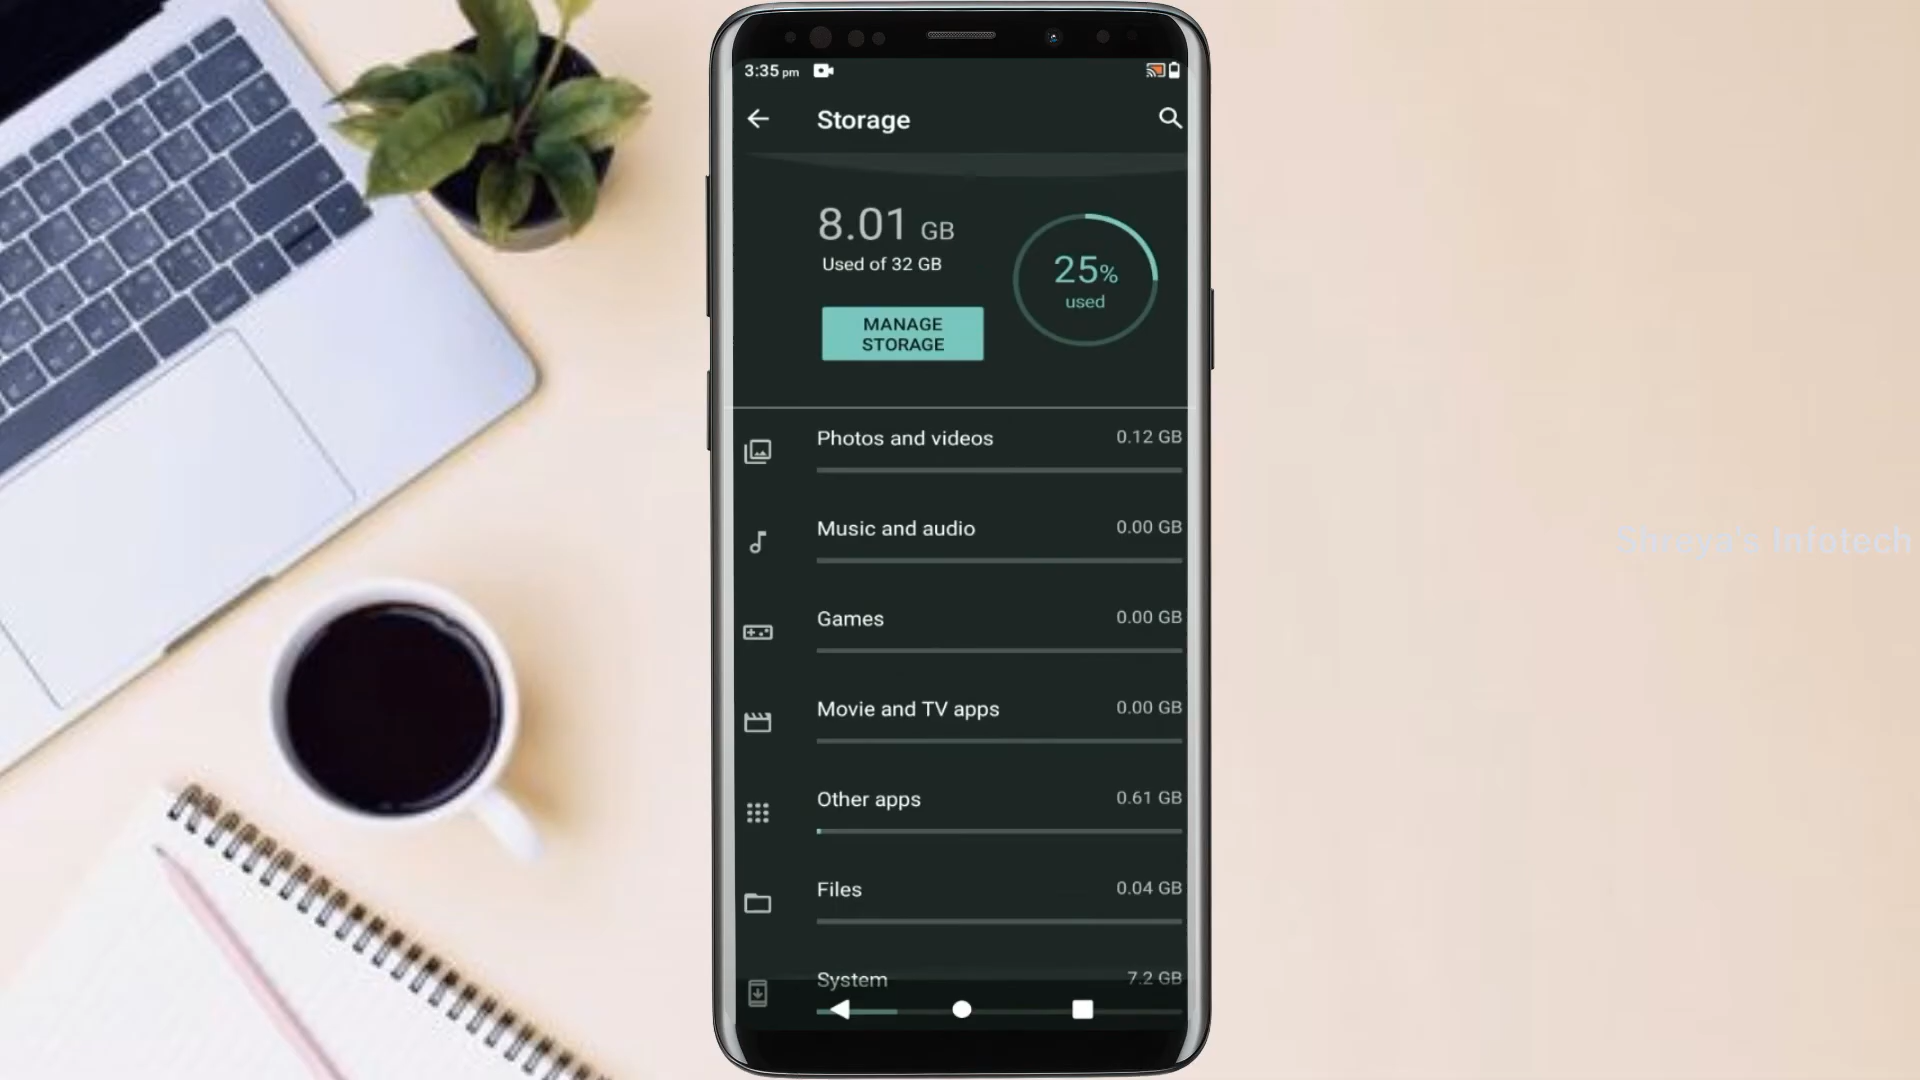 3:35 pm
Storage
8.01 GB
Used of 32 GB
25%
used
MANAGE
STORAGE
Photos and videos 0.12 GB
Music and audio 0.00 GB
Games 0.00 GB
Movie and TV apps 0.00 GB
Other apps 0.61 GB
Files 0.04 GB
System 7.2 GB
Shreya's Infotech